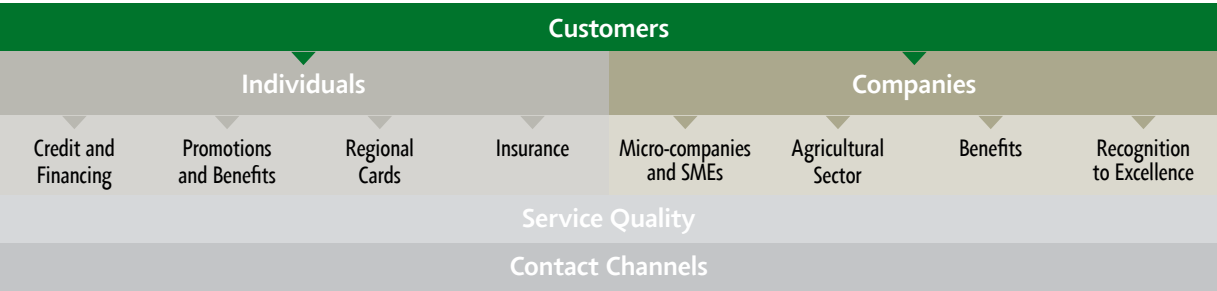 Customers
Individuals
Companies
Credit and
Financing
Promotions
and Benefits
Regional
Cards
Insurance
Micro-companies
and SMEs
Agricultural
Sector
Benefits
Recognition
to Excellence
Service Quality
Contact Channels